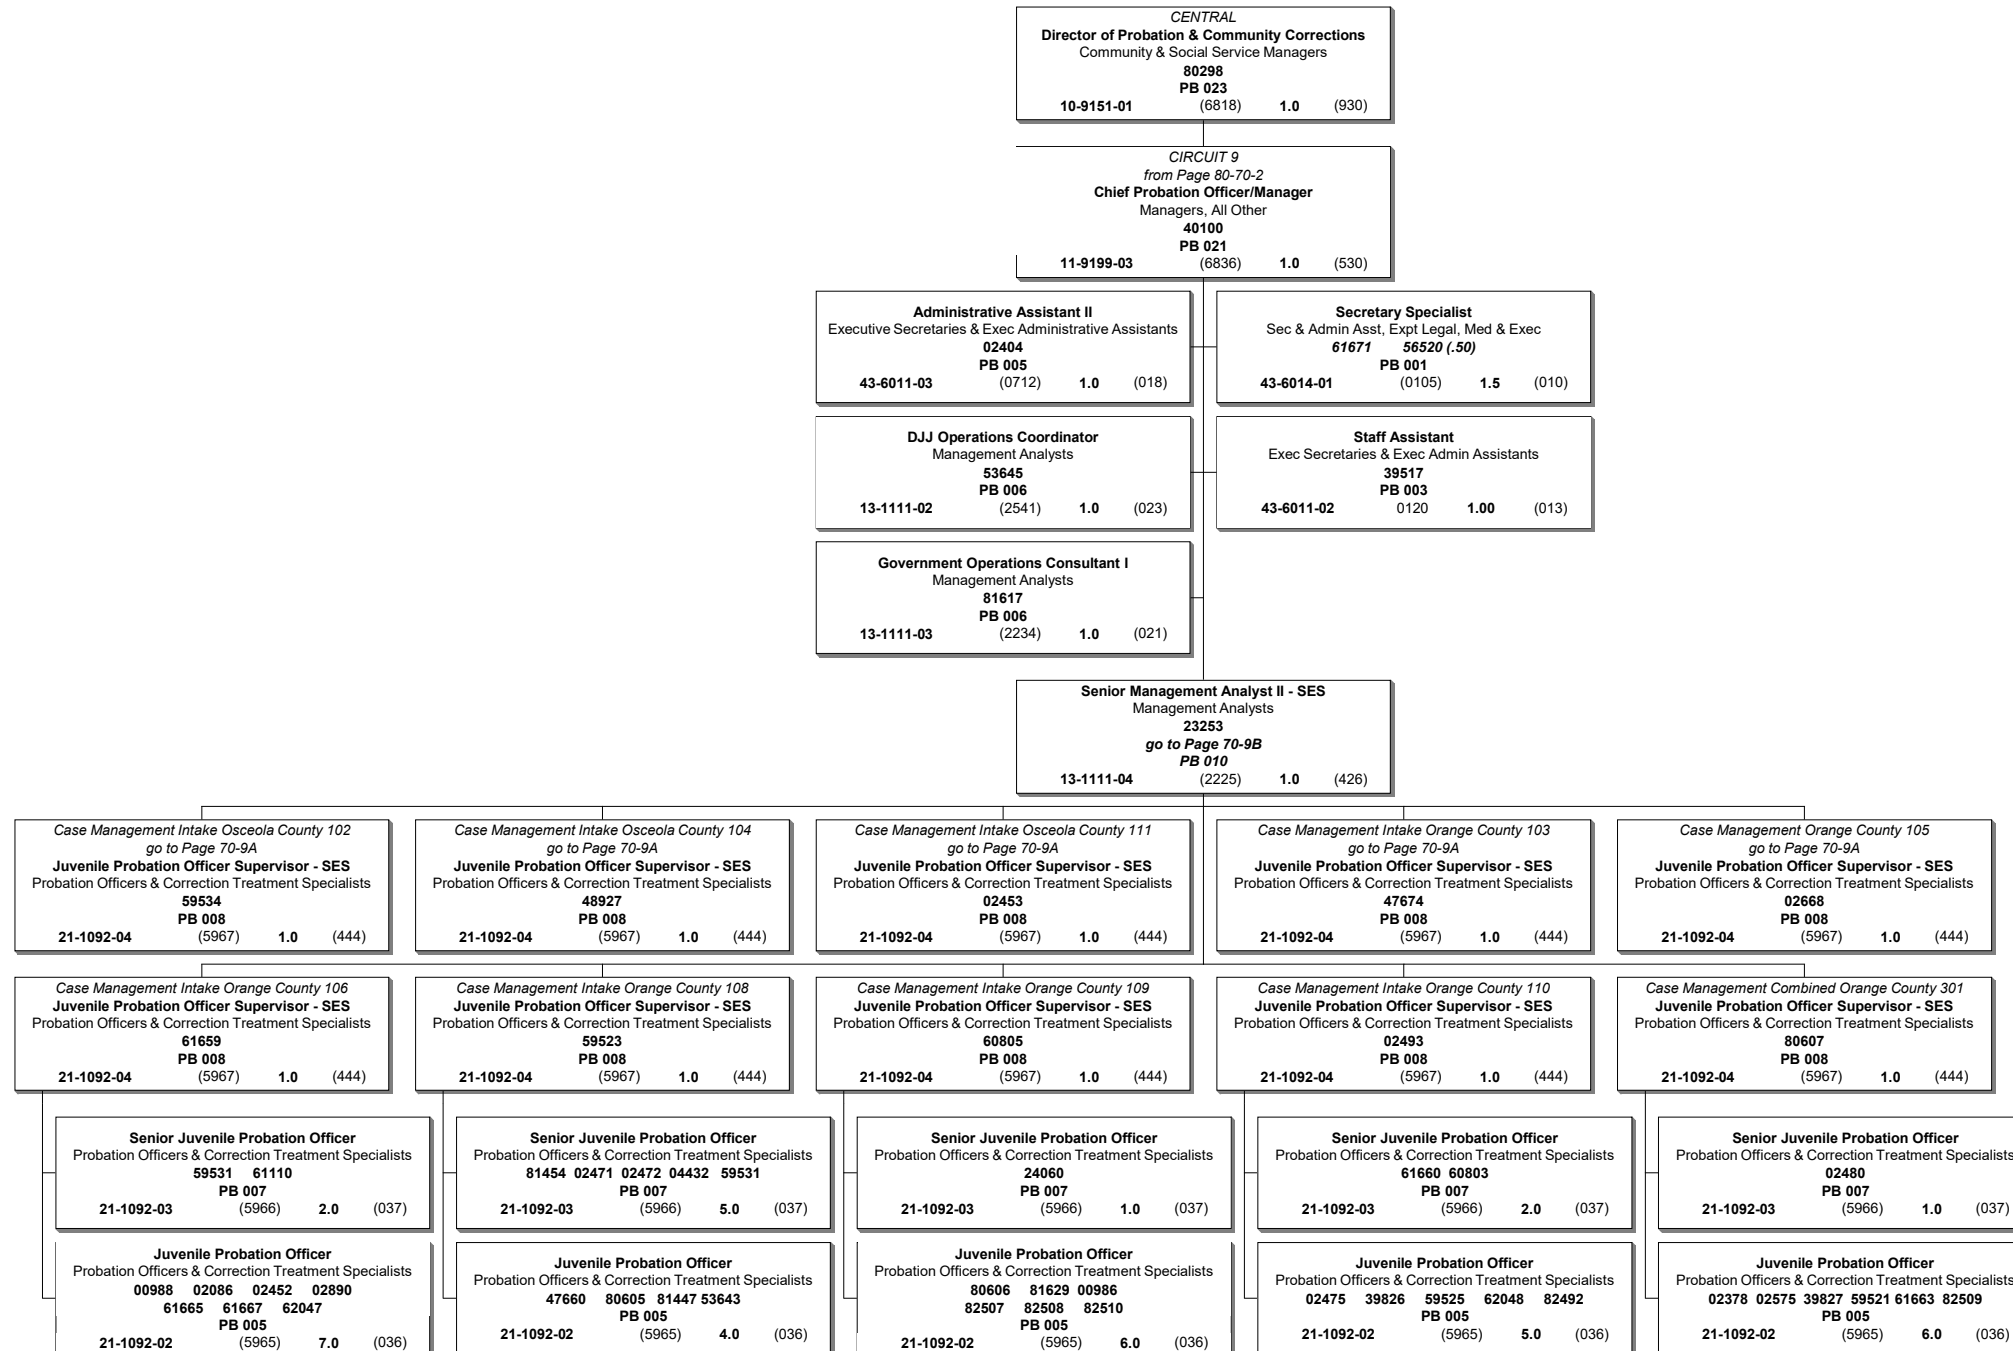 CENTRAL
Director of Probation & Community Corrections
Community & Social Service Managers
80298
PB 023
10-9151-01 (6818) 1.0 (930)
CIRCUIT 9
from Page 80-70-2
Chief Probation Officer/Manager
Managers, All Other
40100
PB 021
11-9199-03 (6836) 1.0 (530)
Administrative Assistant II
Executive Secretaries & Exec Administrative Assistants
02404
PB 005
43-6011-03 (0712) 1.0 (018)
Secretary Specialist
Sec & Admin Asst, Expt Legal, Med & Exec
61671 56520 (.50)
PB 001
43-6014-01 (0105) 1.5 (010)
DJJ Operations Coordinator
Management Analysts
53645
PB 006
13-1111-02 (2541) 1.0 (023)
Staff Assistant
Exec Secretaries & Exec Admin Assistants
39517
PB 003
43-6011-02 0120 1.00 (013)
Government Operations Consultant I
Management Analysts
81617
PB 006
13-1111-03 (2234) 1.0 (021)
Senior Management Analyst II - SES
Management Analysts
23253
go to Page 70-9B
PB 010
13-1111-04 (2225) 1.0 (426)
Case Management Intake Osceola County 102
go to Page 70-9A
Juvenile Probation Officer Supervisor - SES
Probation Officers & Correction Treatment Specialists
59534
PB 008
21-1092-04 (5967) 1.0 (444)
Case Management Intake Osceola County 104
go to Page 70-9A
Juvenile Probation Officer Supervisor - SES
Probation Officers & Correction Treatment Specialists
48927
PB 008
21-1092-04 (5967) 1.0 (444)
Case Management Intake Osceola County 111
go to Page 70-9A
Juvenile Probation Officer Supervisor - SES
Probation Officers & Correction Treatment Specialists
02453
PB 008
21-1092-04 (5967) 1.0 (444)
Case Management Intake Orange County 103
go to Page 70-9A
Juvenile Probation Officer Supervisor - SES
Probation Officers & Correction Treatment Specialists
47674
PB 008
21-1092-04 (5967) 1.0 (444)
Case Management Orange County 105
go to Page 70-9A
Juvenile Probation Officer Supervisor - SES
Probation Officers & Correction Treatment Specialists
02668
PB 008
21-1092-04 (5967) 1.0 (444)
Case Management Intake Orange County 106
Juvenile Probation Officer Supervisor - SES
Probation Officers & Correction Treatment Specialists
61659
PB 008
21-1092-04 (5967) 1.0 (444)
Case Management Intake Orange County 108
Juvenile Probation Officer Supervisor - SES
Probation Officers & Correction Treatment Specialists
59523
PB 008
21-1092-04 (5967) 1.0 (444)
Case Management Intake Orange County 109
Juvenile Probation Officer Supervisor - SES
Probation Officers & Correction Treatment Specialists
60805
PB 008
21-1092-04 (5967) 1.0 (444)
Case Management Intake Orange County 110
Juvenile Probation Officer Supervisor - SES
Probation Officers & Correction Treatment Specialists
02493
PB 008
21-1092-04 (5967) 1.0 (444)
Case Management Combined Orange County 301
Juvenile Probation Officer Supervisor - SES
Probation Officers & Correction Treatment Specialists
80607
PB 008
21-1092-04 (5967) 1.0 (444)
Senior Juvenile Probation Officer
Probation Officers & Correction Treatment Specialists
59531 61110
PB 007
21-1092-03 (5966) 2.0 (037)
Senior Juvenile Probation Officer
Probation Officers & Correction Treatment Specialists
81454 02471 02472 04432 59531
PB 007
21-1092-03 (5966) 5.0 (037)
Senior Juvenile Probation Officer
Probation Officers & Correction Treatment Specialists
24060
PB 007
21-1092-03 (5966) 1.0 (037)
Senior Juvenile Probation Officer
Probation Officers & Correction Treatment Specialists
61660 60803
PB 007
21-1092-03 (5966) 2.0 (037)
Senior Juvenile Probation Officer
Probation Officers & Correction Treatment Specialists
02480
PB 007
21-1092-03 (5966) 1.0 (037)
Juvenile Probation Officer
Probation Officers & Correction Treatment Specialists
00988 02086 02452 02890
61665 61667 62047
PB 005
21-1092-02 (5965) 7.0 (036)
Juvenile Probation Officer
Probation Officers & Correction Treatment Specialists
47660 80605 81447 53643
PB 005
21-1092-02 (5965) 4.0 (036)
Juvenile Probation Officer
Probation Officers & Correction Treatment Specialists
80606 81629 00986
82507 82508 82510
PB 005
21-1092-02 (5965) 6.0 (036)
Juvenile Probation Officer
Probation Officers & Correction Treatment Specialists
02475 39826 59525 62048 82492
PB 005
21-1092-02 (5965) 5.0 (036)
Juvenile Probation Officer
Probation Officers & Correction Treatment Specialists
02378 02575 39827 59521 61663 82509
PB 005
21-1092-02 (5965) 6.0 (036)